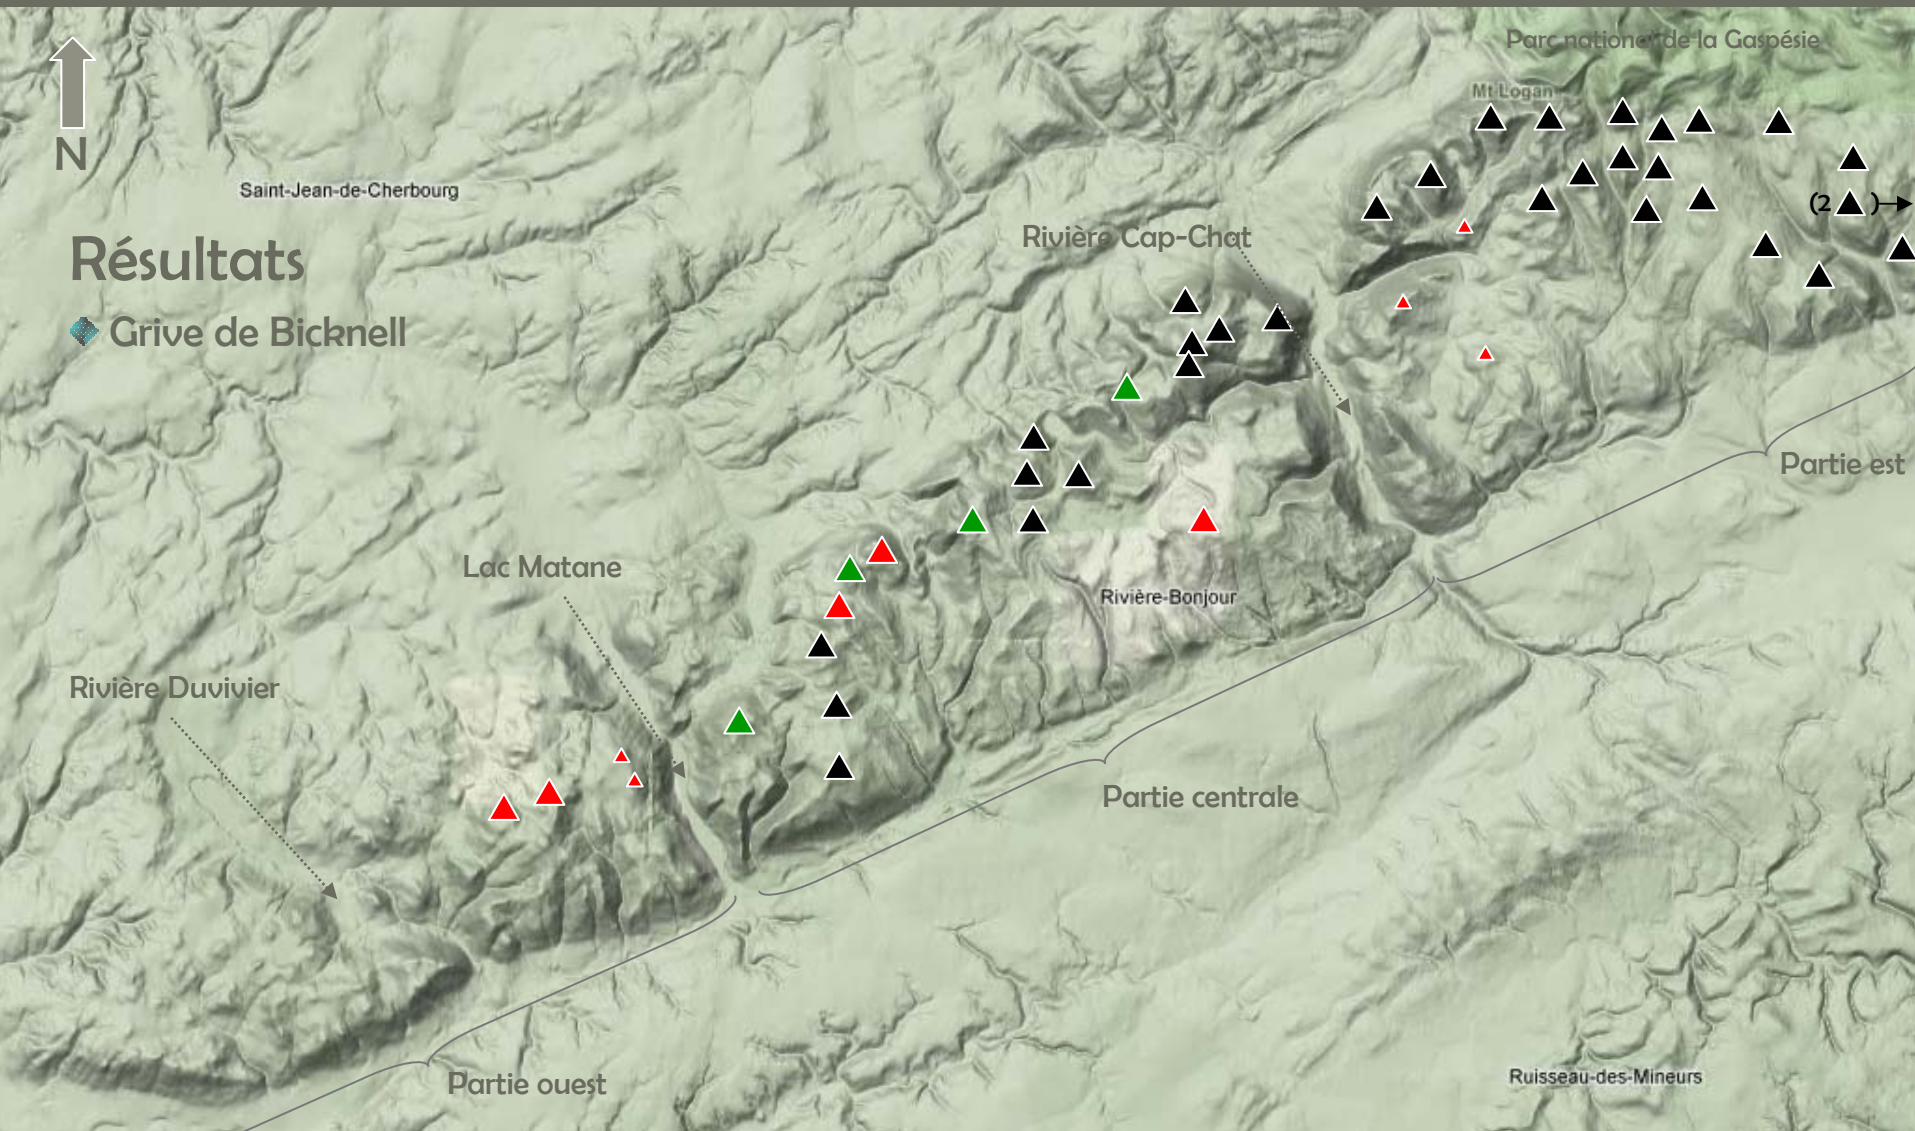 Parc national de la Gaspésie
Mt Logan
N
Saint-Jean-de-Cherbourg
(2 )
Résultats
Rivière Cap-Chat
Grive de Bicknell
Partie est
Lac Matane
Rivière-Bonjour
Rivière Duvivier
Partie centrale
Partie ouest
Ruisseau-des-Mineurs